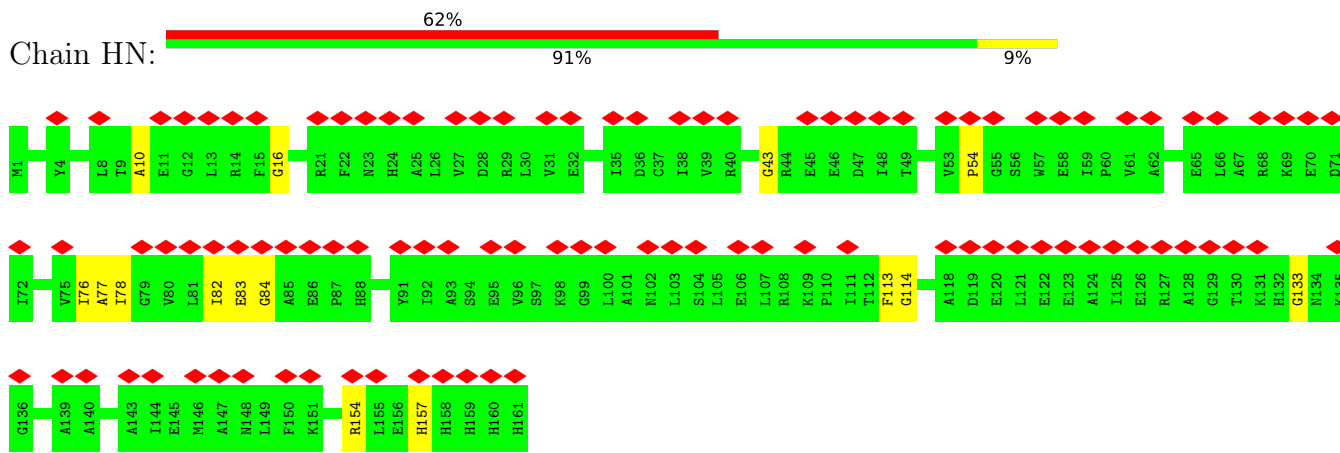 62%
Chain HN:
91% 9%
M1 Y4 L8 T9 A10 E11 G12 L13 R14 F15 G16 R21 F22 N23 H24 A25 L26 V27 D28 R29 L30 V31 E32 I35 D36 C37 I38 V39 R40 G43 R44 E45 E46 D47 I48 T49 V53 P54 G55 S56 W57 E58 I59 P60 V61 A62 E65 L66 A67 R68 K69 E70 D71
I72 V75 I76 A77 I78 G79 V80 L81 I82 E83 G84 A85 E86 P87 H88 Y91 I92 A93 S94 E95 V96 S97 K98 G99 L100 A101 N102 L103 S104 L105 E106 L107 R108 K109 P110 I111 T112 F113 G114 A118 D119 E120 L121 E122 E123 A124 I125 E126 R127 A128 G129 T130 K131 H132 G133 N134 K135
G136 A139 A140 A143 I144 E145 M146 A147 N148 L149 F150 K151 R154 L155 E156 H157 H158 H159 H160 H161